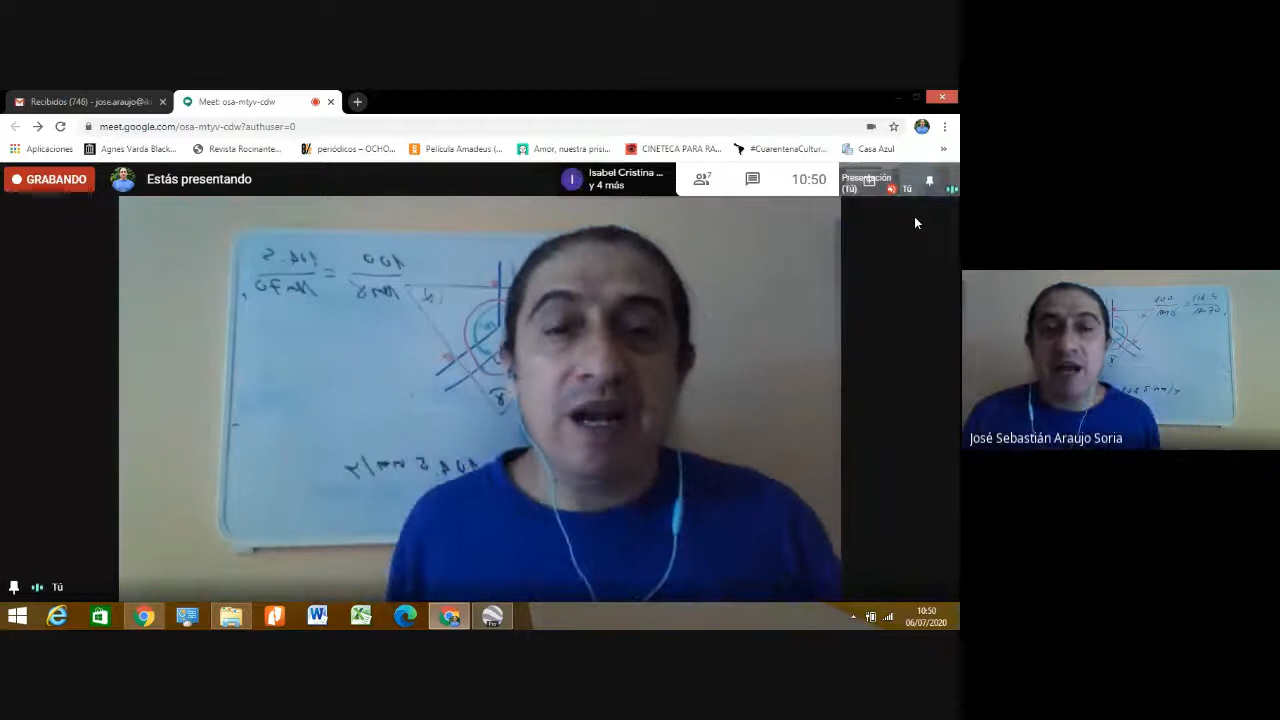 Recibidos (746) - jose.araujo@ik
Meet: osa-mtyv-cdw
meet.google.com/osa-mtyv-cdw?authuser=0
Aplicaciones
Agnes Varda Black...
Revista Rocinante...
periódicos – OCHO...
Película Amadeus (...
Amor, nuestra prisi...
CINETECA PARA RA...
#CuarentenaCultur...
Casa Azul
»
GRABANDO
Estás presentando
Isabel Cristina ...
y 4 más
7
10:50
Presentación
(Tú)
Tú
100
José Sebastián Araujo Soria
Tú
10:50
06/07/2020